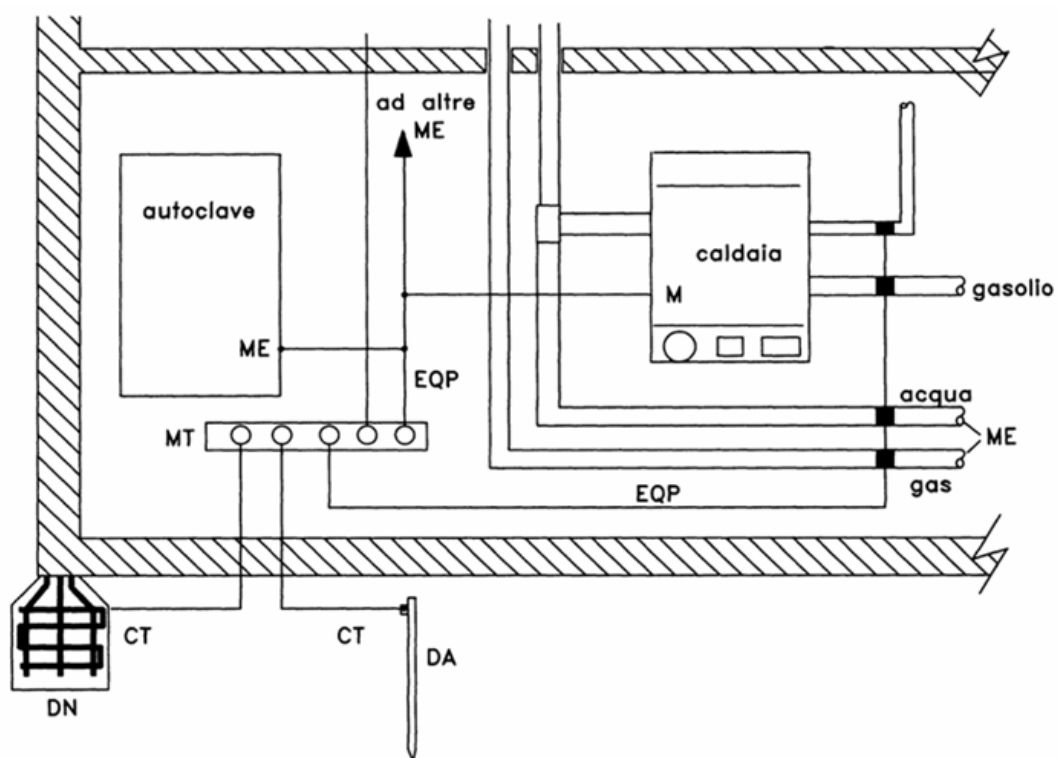 ad altre
ME
autoclave
caldaia
M
gasolio
ME
EQP
acqua
MT
ME
gas
EQP
CT
CT
DA
DN